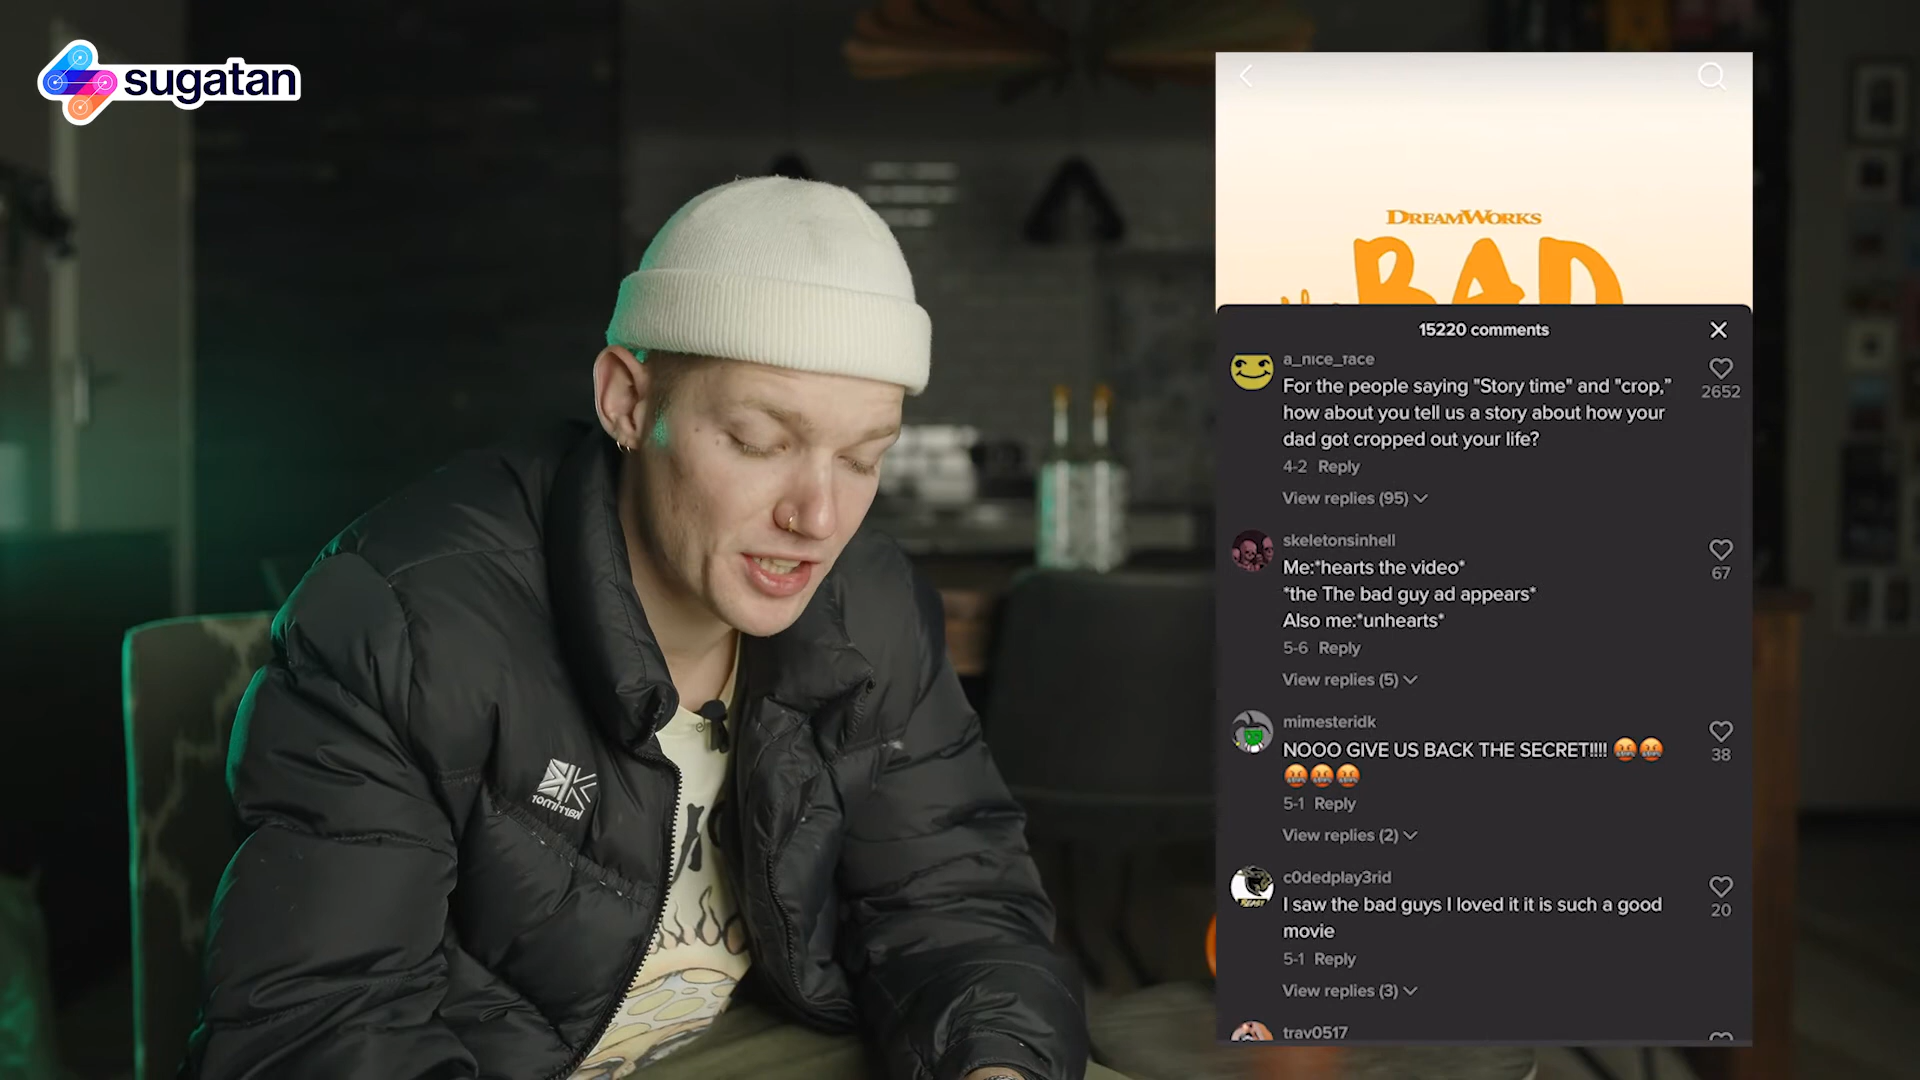 sugatan
DREAMWORKS
the BAD
15220 comments
a_nice_face
For the people saying "Story time" and "crop,"
how about you tell us a story about how your
dad got cropped out your life?
2652
4-2 Reply
View replies (95)
skeletonsinhell
Me:*hearts the video*
*the The bad guy ad appears*
Also me:*unhearts*
67
5-6 Reply
View replies (5)
mimesteridk
NOOO GIVE US BACK THE SECRET!!!! 🤬🤬
🤬🤬🤬
38
5-1 Reply
View replies (2)
c0dedplay3rid
I saw the bad guys I loved it it is such a good
movie
20
5-1 Reply
View replies (3)
trav0517
karrimor